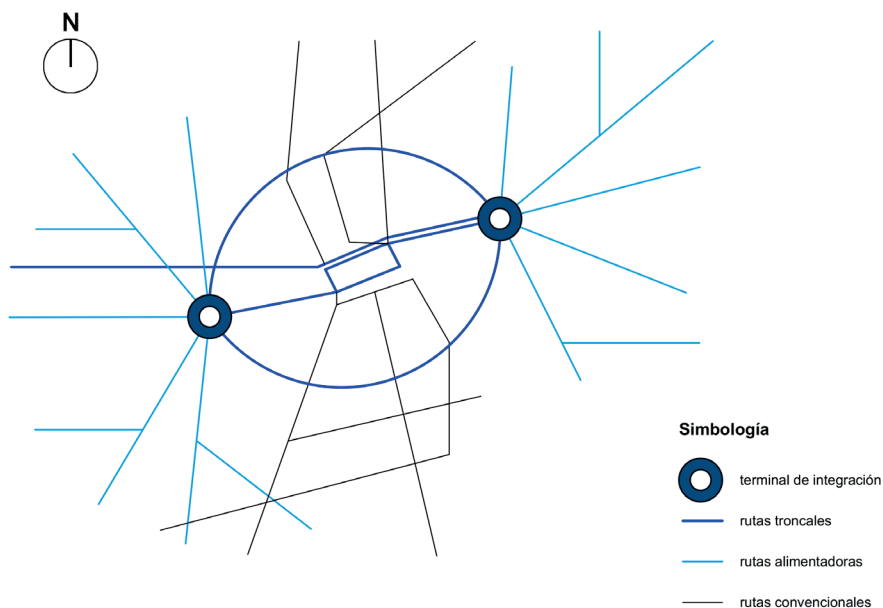 N
Simbología
terminal de integración
rutas troncales
rutas alimentadoras
rutas convencionales